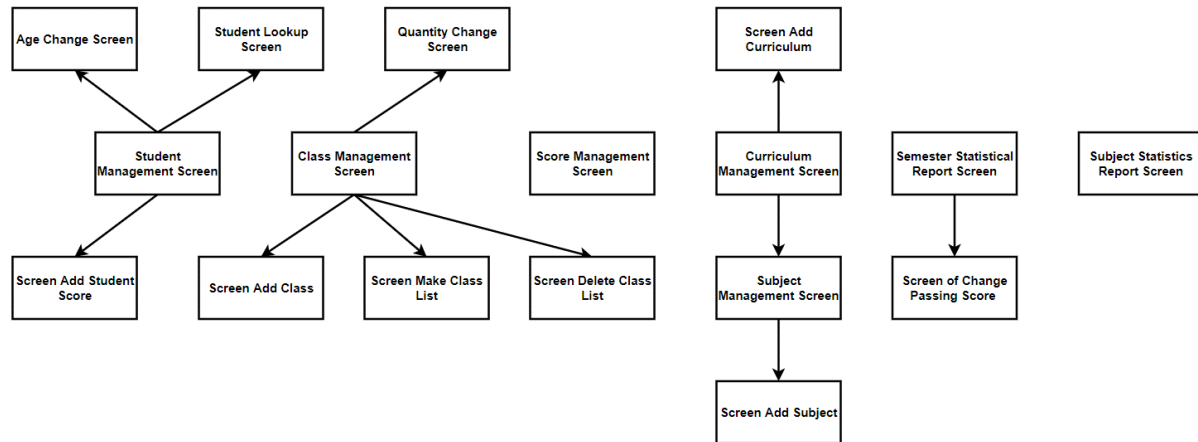 Age Change Screen
Student Lookup
Screen
Quantity Change
Screen
Screen Add
Curriculum
Student
Management Screen
Class Management
Screen
Score Management
Screen
Curriculum
Management Screen
Semester Statistical
Report Screen
Subject Statistics
Report Screen
Screen Add Student
Score
Screen Add Class
Screen Make Class
List
Screen Delete Class
List
Subject
Management Screen
Screen of Change
Passing Score
Screen Add Subject